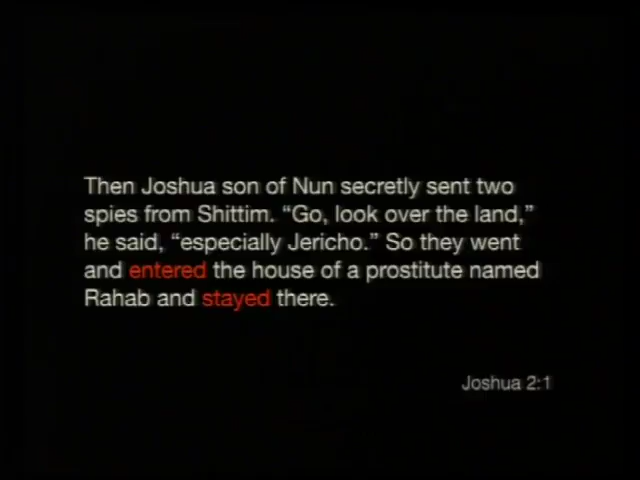 Then Joshua son of Nun secretly sent two
spies from Shittim. “Go, look over the land,”
he said, “especially Jericho.” So they went
and entered the house of a prostitute named
Rahab and stayed there.
Joshua 2:1